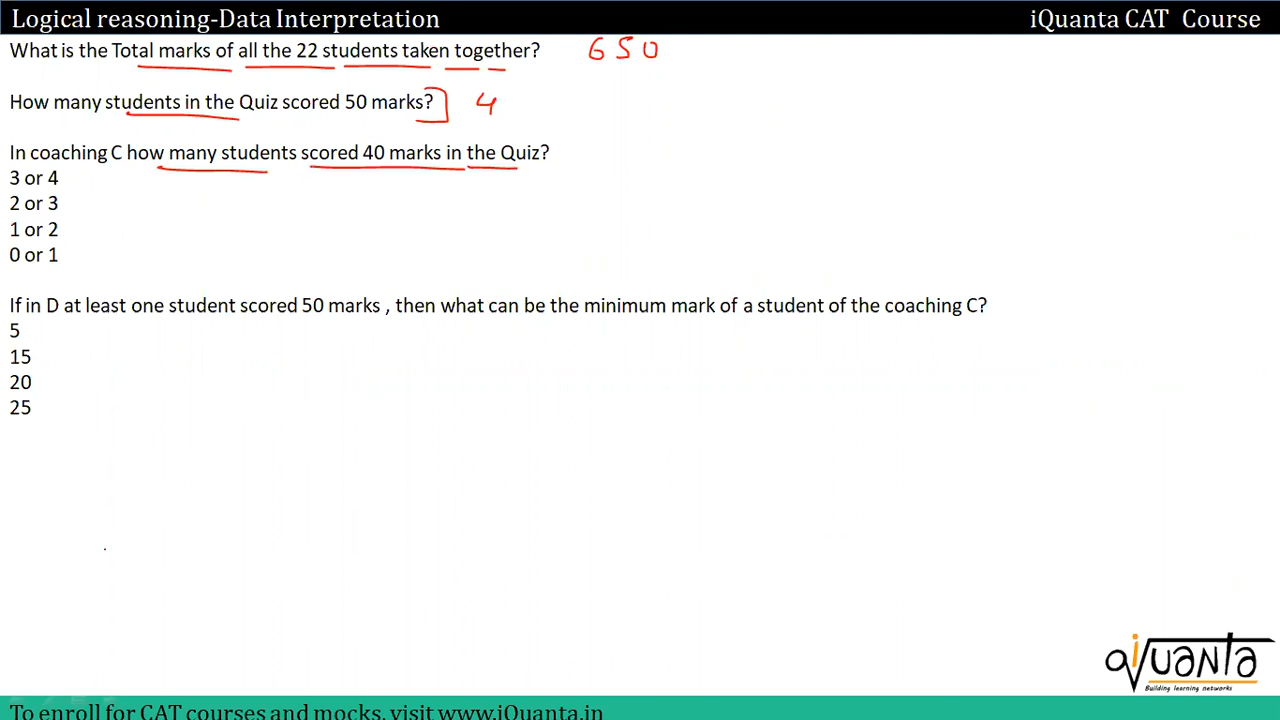 Logical reasoning-Data Interpretation
iQuanta CAT Course
What is the Total marks of all the 22 students taken together? 650
How many students in the Quiz scored 50 marks? 4
In coaching C how many students scored 40 marks in the Quiz?
3 or 4
2 or 3
1 or 2
0 or 1
If in D at least one student scored 50 marks , then what can be the minimum mark of a student of the coaching C?
5
15
20
25
iQuanta
Building learning networks
To enroll for CAT courses and mocks, visit www.iQuanta.in